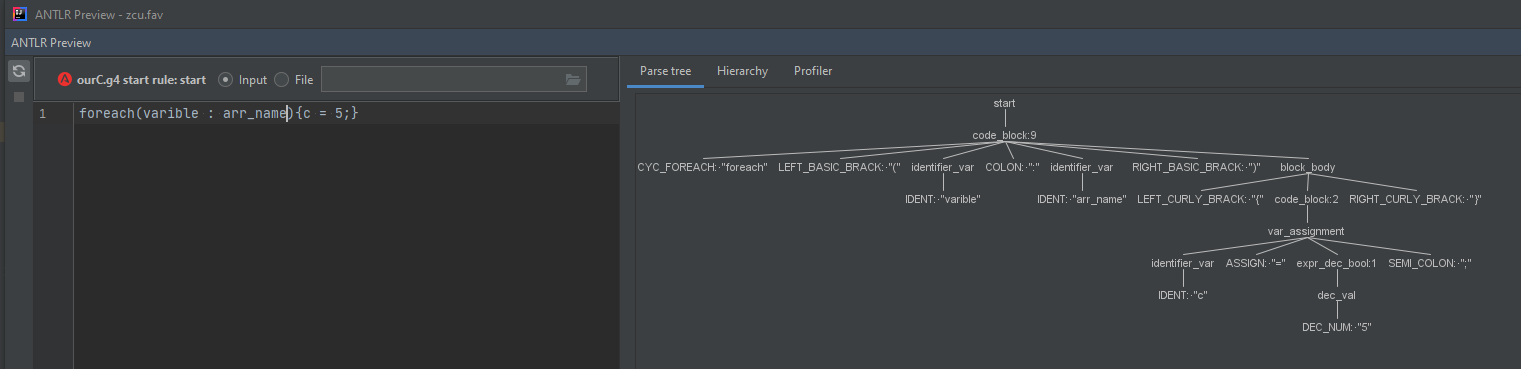 ANTLR Preview - zcu.fav
ANTLR Preview
ourC.g4 start rule: start Input File
Parse tree Hierarchy Profiler
1 foreach(varible : arr_name){c = 5;}
start
code_block:9
CYC_FOREACH:·"foreach" LEFT_BASIC_BRACK:·"(" identifier_var COLON:·":" identifier_var RIGHT_BASIC_BRACK:·")" block_body
IDENT:·"varible" IDENT:·"arr_name" LEFT_CURLY_BRACK:·"{" code_block:2 RIGHT_CURLY_BRACK:·"}"
var_assignment
identifier_var ASSIGN:·"=" expr_dec_bool:1 SEMI_COLON:·";"
IDENT:·"c" dec_val
DEC_NUM:·"5"